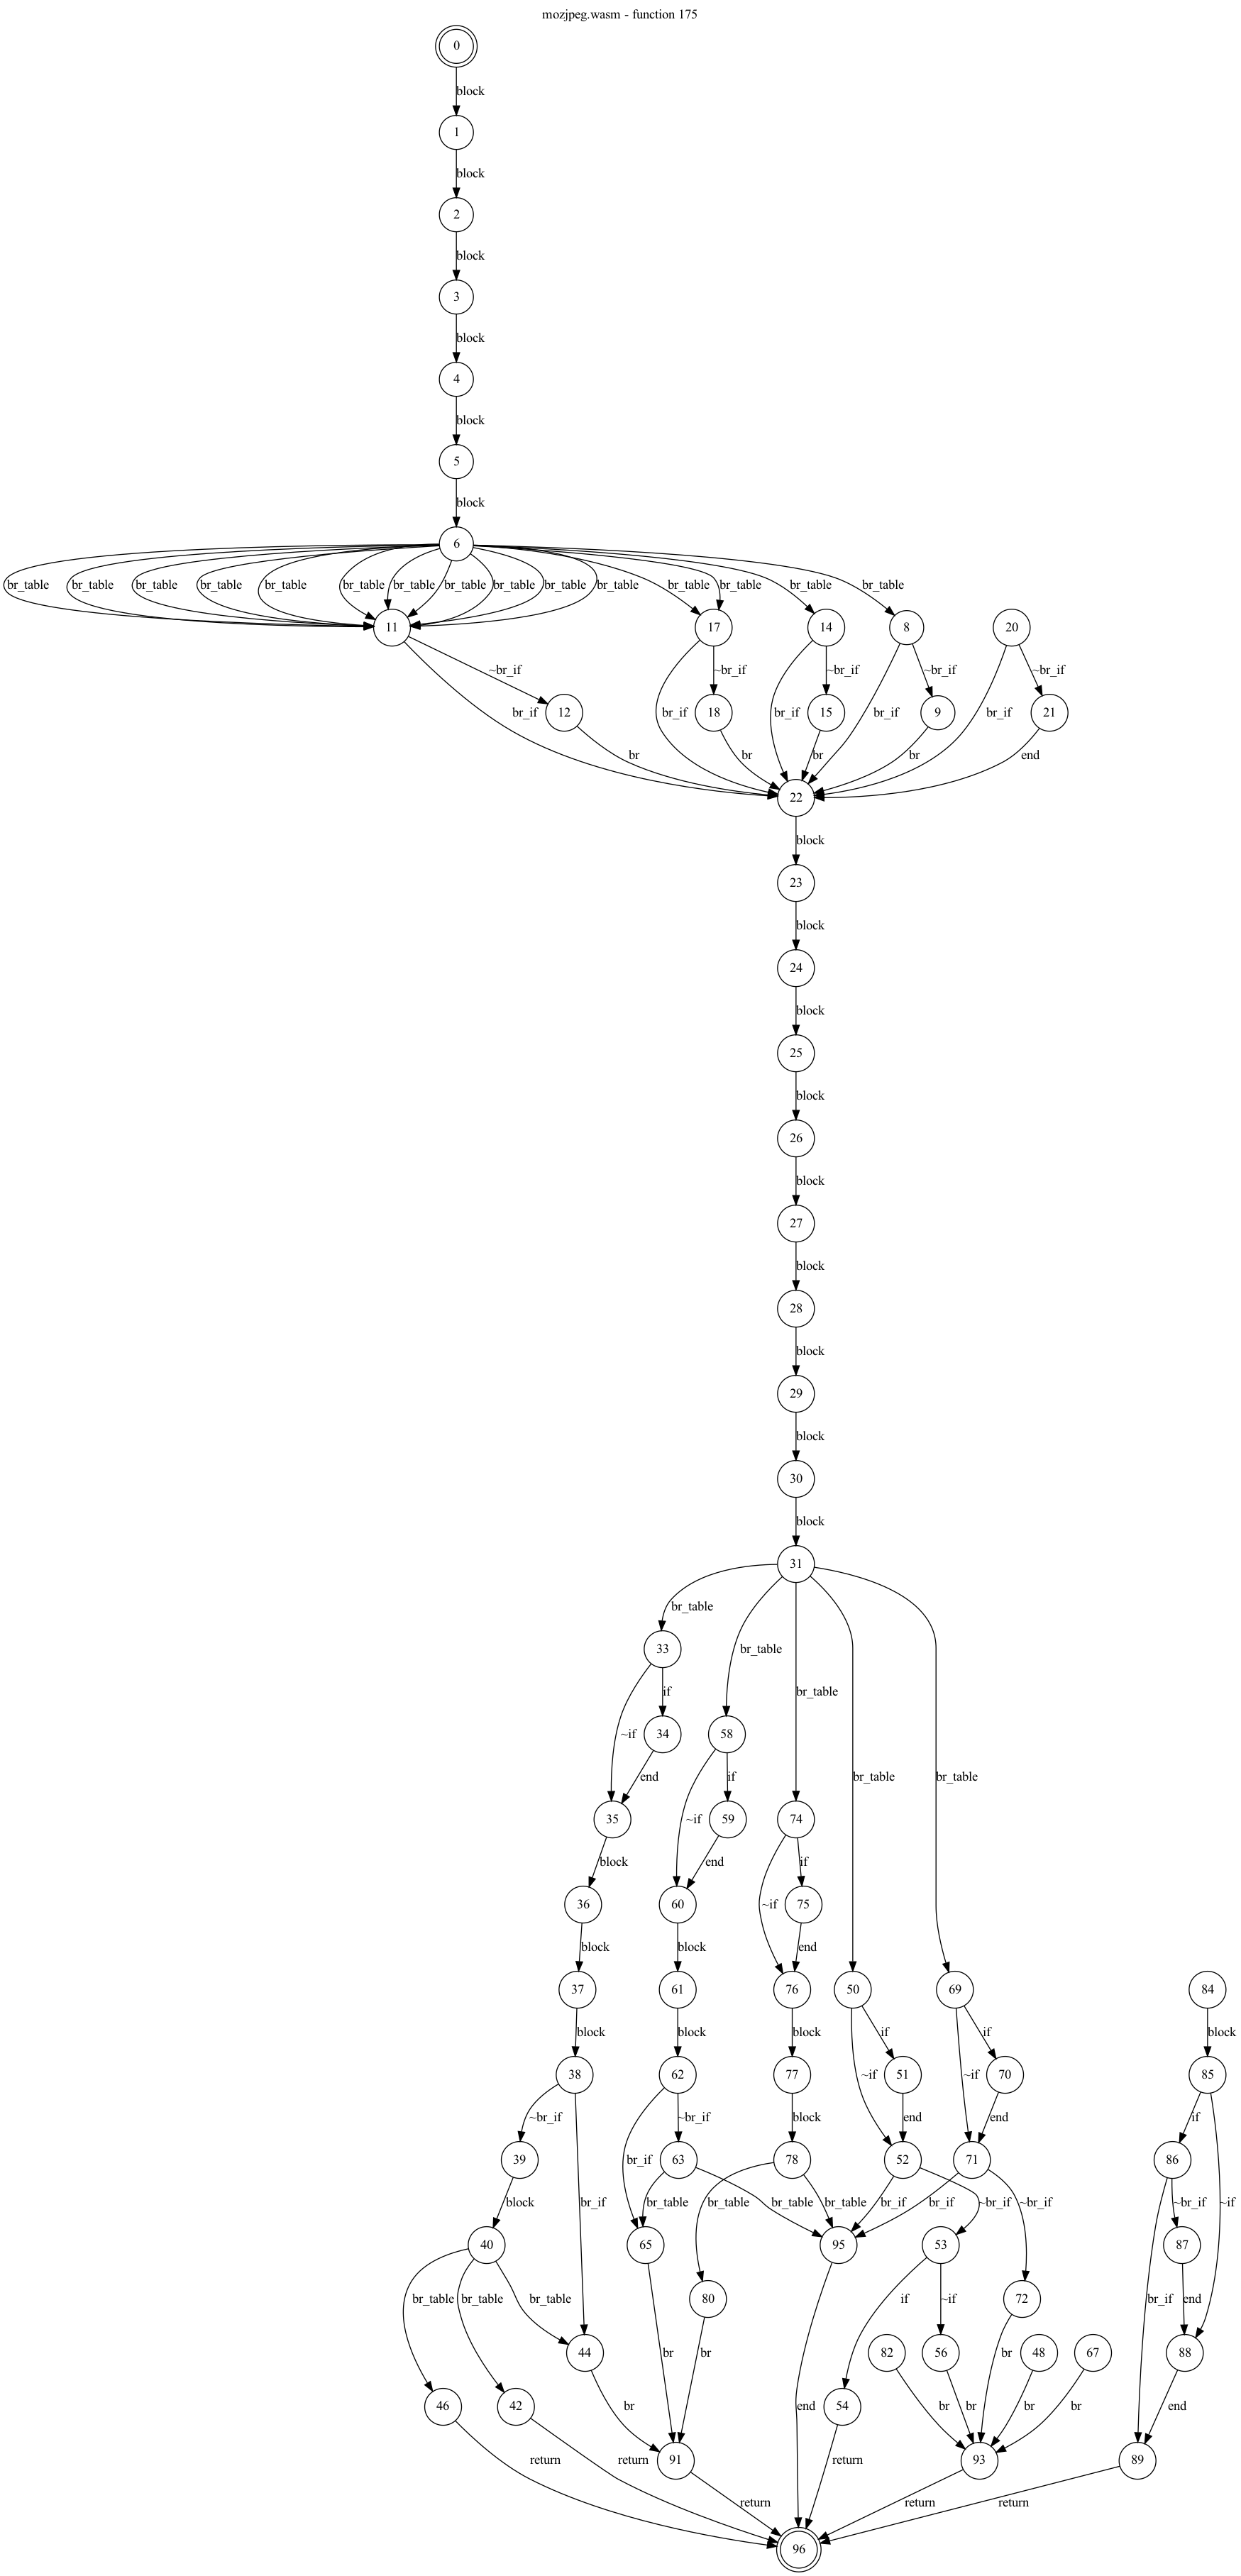 mozjpeg.wasm - function 175
0
block
1
block
2
block
3
block
4
block
5
block
6
br_table br_table br_table br_table br_table br_table br_table br_table br_table br_table br_table br_table br_table br_table br_table
11 17 14 8 20
~br_if ~br_if ~br_if ~br_if ~br_if
br_if 12 br_if 18 br_if 15 br_if 9 br_if 21
br br br br end
22
block
23
block
24
block
25
block
26
block
27
block
28
block
29
block
30
block
31
br_table
33 br_table
if br_table
~if 34 58
end if br_table br_table
35 ~if 59 74
block end if
36 60 ~if 75
block block end
37 61 76 50 69 84
block block block if if block
38 62 77 ~if 51 ~if 70 85
~br_if ~br_if block end end if
39 br_if 63 78 52 71 86
block br_if br_table br_table br_table br_table br_if br_if ~br_if ~br_if ~br_if ~if
40 65 95 53 87
br_table br_table br_table 80 if ~if 72 br_if end
44 br br 82 56 br 48 67 88
46 42 br end 54 br br br br end
return return 91 return 93 89
return return return
96